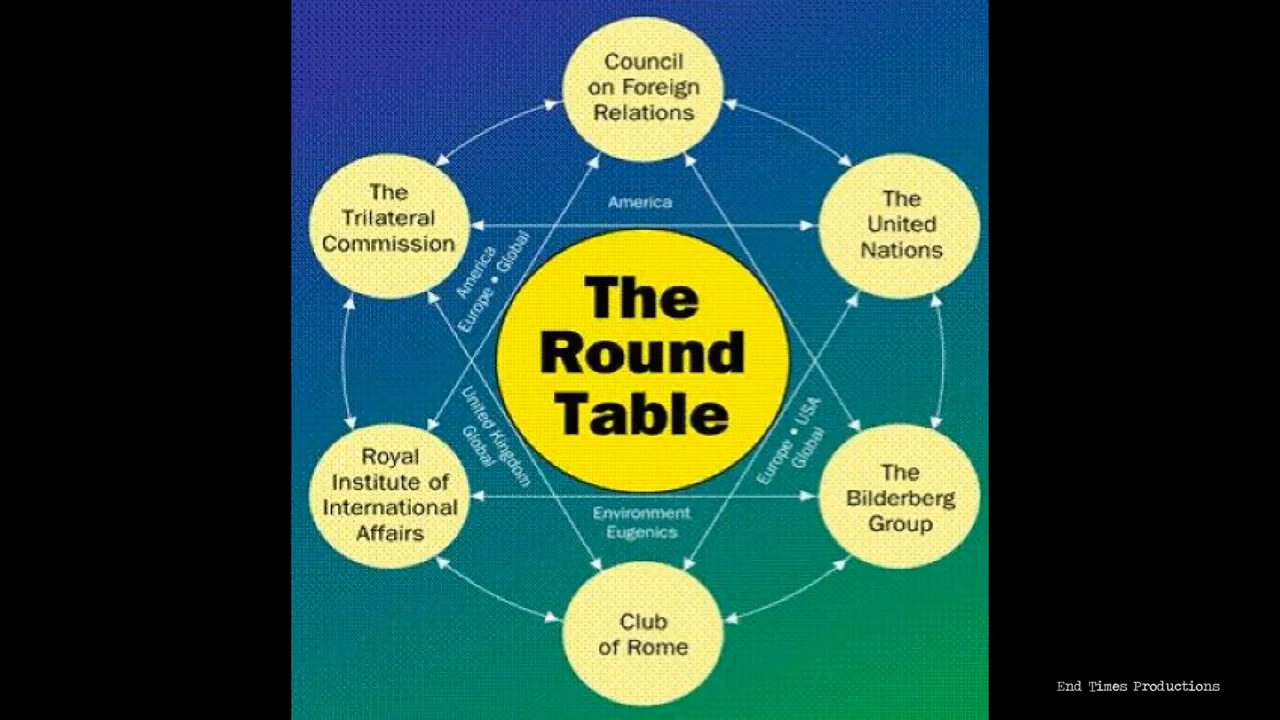 Council
on Foreign
Relations
The
Trilateral
Commission
The
United
Nations
America
America
Europe • Global
The
Round
Table
United Kingdom
Global
Europe • USA
Global
Royal
Institute of
International
Affairs
The
Bilderberg
Group
Environment
Eugenics
Club
of Rome
End Times Productions